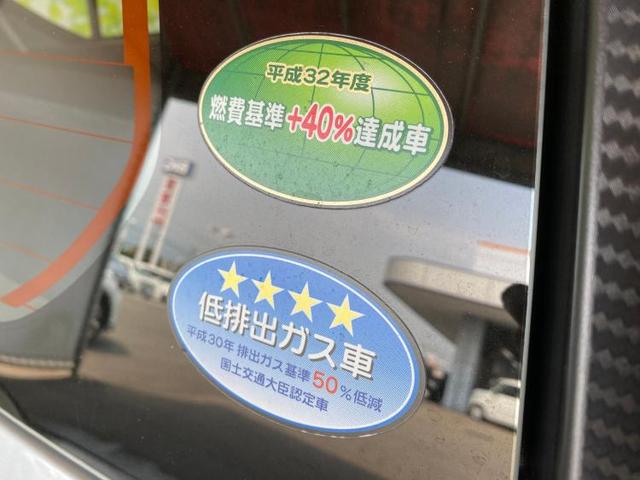 平成32年度
燃費基準+40%達成車
低排出ガス車
平成30年 排出ガス基準50%低減
国土交通大臣認定車